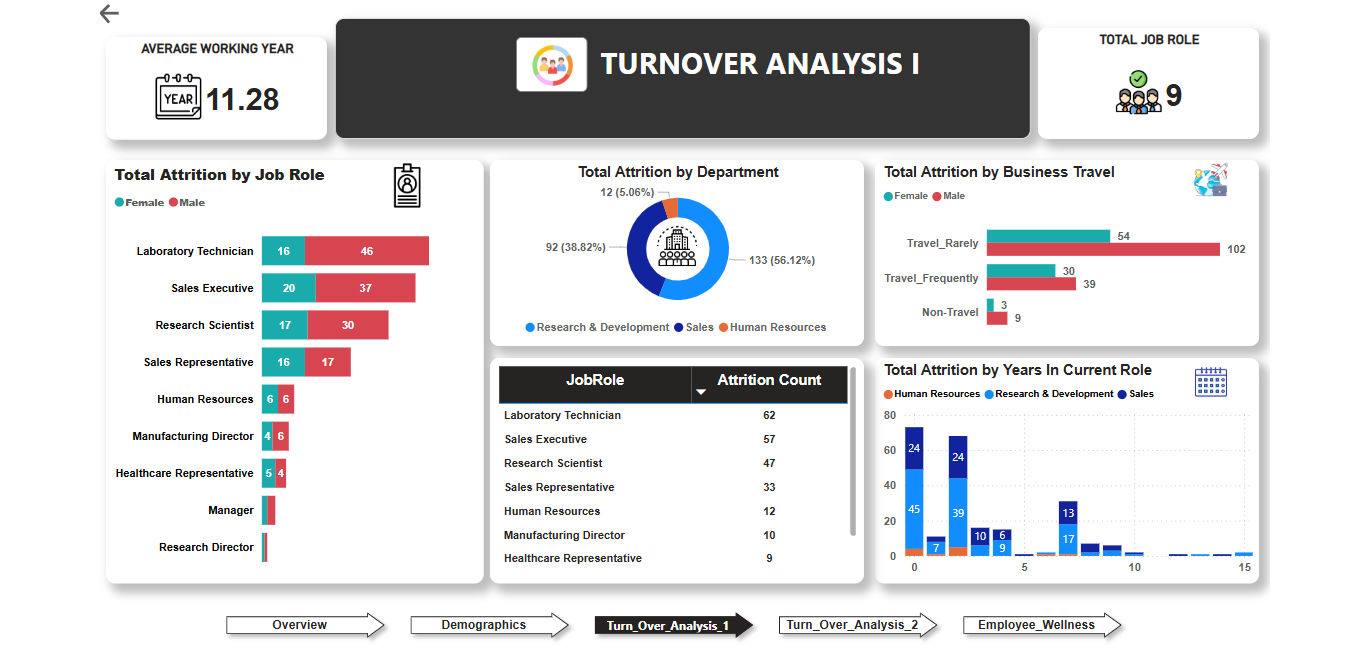 AVERAGE WORKING YEAR
YEAR
11.28
TURNOVER ANALYSIS I
TOTAL JOB ROLE
9
Total Attrition by Job Role
Female Male
Laboratory Technician 16 46
Sales Executive 20 37
Research Scientist 17 30
Sales Representative 16 17
Human Resources 6 6
Manufacturing Director 4 6
Healthcare Representative 5 4
Manager
Research Director
Total Attrition by Department
12 (5.06%)
92 (38.82%)
133 (56.12%)
Research & Development Sales Human Resources
JobRole Attrition Count
Laboratory Technician 62
Sales Executive 57
Research Scientist 47
Sales Representative 33
Human Resources 12
Manufacturing Director 10
Healthcare Representative 9
Total Attrition by Business Travel
Female Male
Travel_Rarely 54
102
Travel_Frequently 30
39
Non-Travel 3
9
Total Attrition by Years In Current Role
Human Resources Research & Development Sales
80
60
40
20
0
24
45
7
24
39
10
6
9
13
17
0 5 10 15
Overview
Demographics
Turn_Over_Analysis_1
Turn_Over_Analysis_2
Employee_Wellness